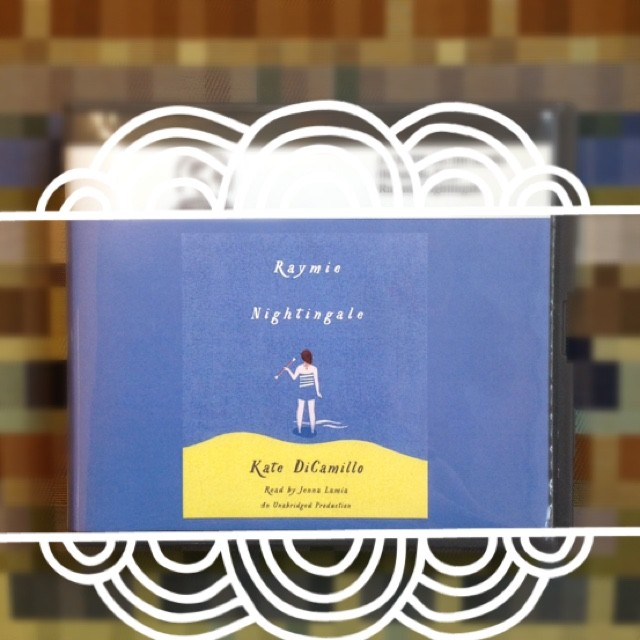 Raymie
Nightingale
Kate DiCamillo
Read by Jenna Lamia
An Unabridged Production